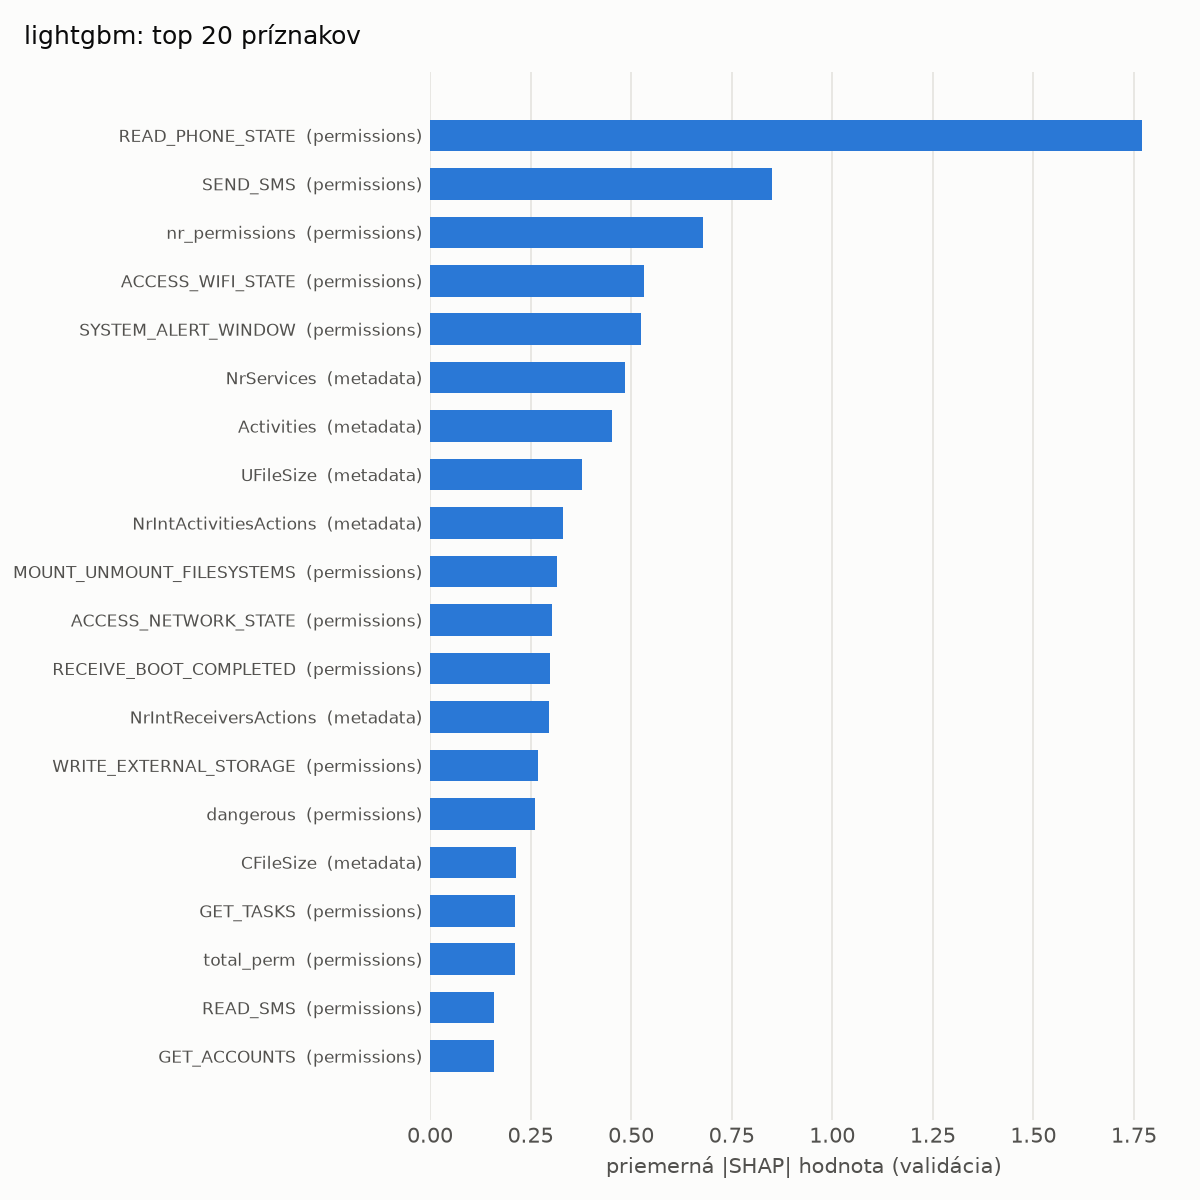 lightgbm: top 20 príznakov
READ_PHONE_STATE (permissions)
SEND_SMS (permissions)
nr_permissions (permissions)
ACCESS_WIFI_STATE (permissions)
SYSTEM_ALERT_WINDOW (permissions)
NrServices (metadata)
Activities (metadata)
UFileSize (metadata)
NrIntActivitiesActions (metadata)
MOUNT_UNMOUNT_FILESYSTEMS (permissions)
ACCESS_NETWORK_STATE (permissions)
RECEIVE_BOOT_COMPLETED (permissions)
NrIntReceiversActions (metadata)
WRITE_EXTERNAL_STORAGE (permissions)
dangerous (permissions)
CFileSize (metadata)
GET_TASKS (permissions)
total_perm (permissions)
READ_SMS (permissions)
GET_ACCOUNTS (permissions)
0.00 0.25 0.50 0.75 1.00 1.25 1.50 1.75
priemerná |SHAP| hodnota (validácia)